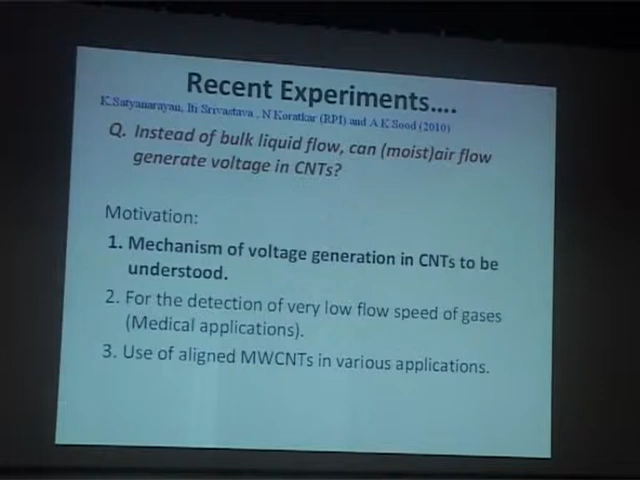 Recent Experiments....
K.Satyanarayan, Iti Srivastava , N Koratkar (RPI) and A K Sood (2010)
Q. Instead of bulk liquid flow, can (moist)air flow
generate voltage in CNTs?
Motivation:
1. Mechanism of voltage generation in CNTs to be
understood.
2. For the detection of very low flow speed of gases
(Medical applications).
3. Use of aligned MWCNTs in various applications.